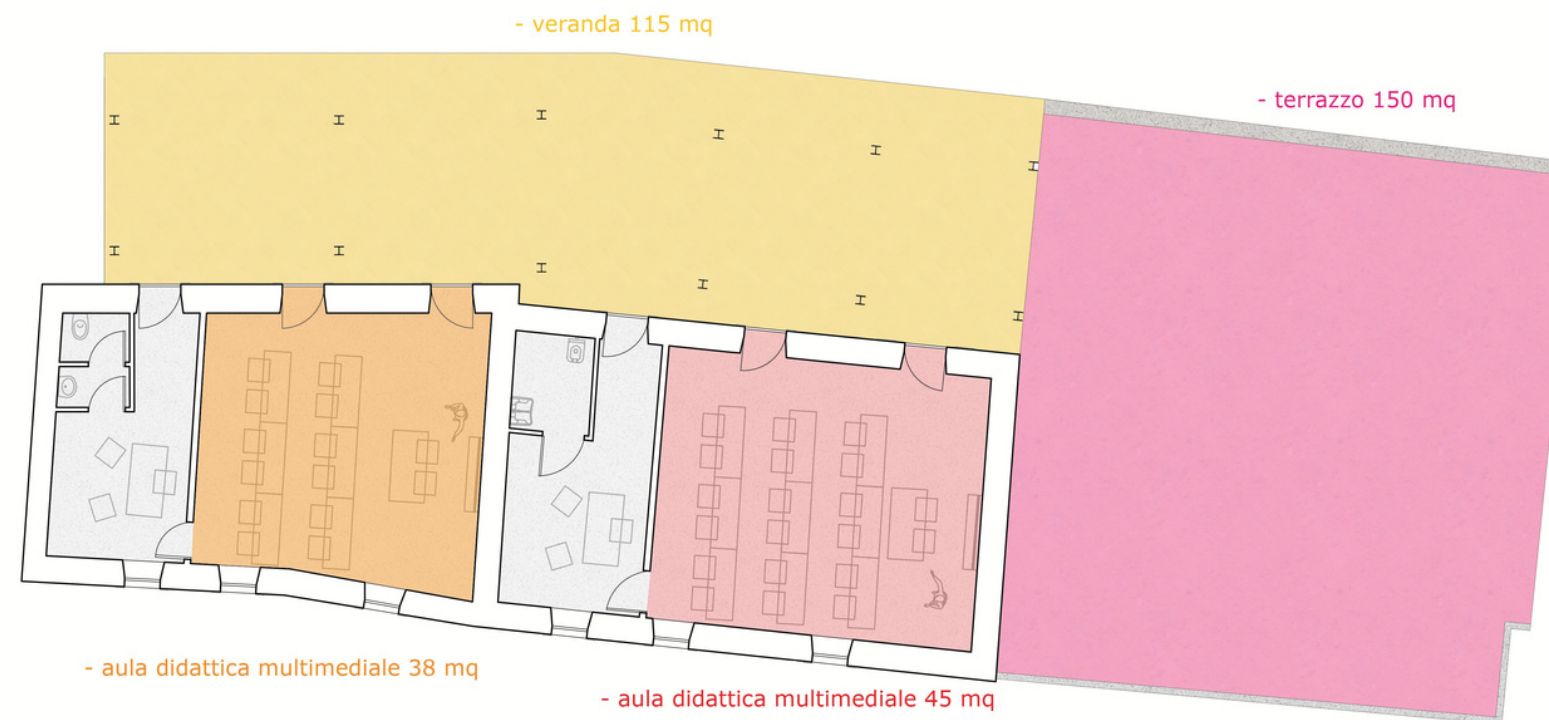 - veranda 115 mq
- terrazzo 150 mq
- aula didattica multimediale 38 mq
- aula didattica multimediale 45 mq